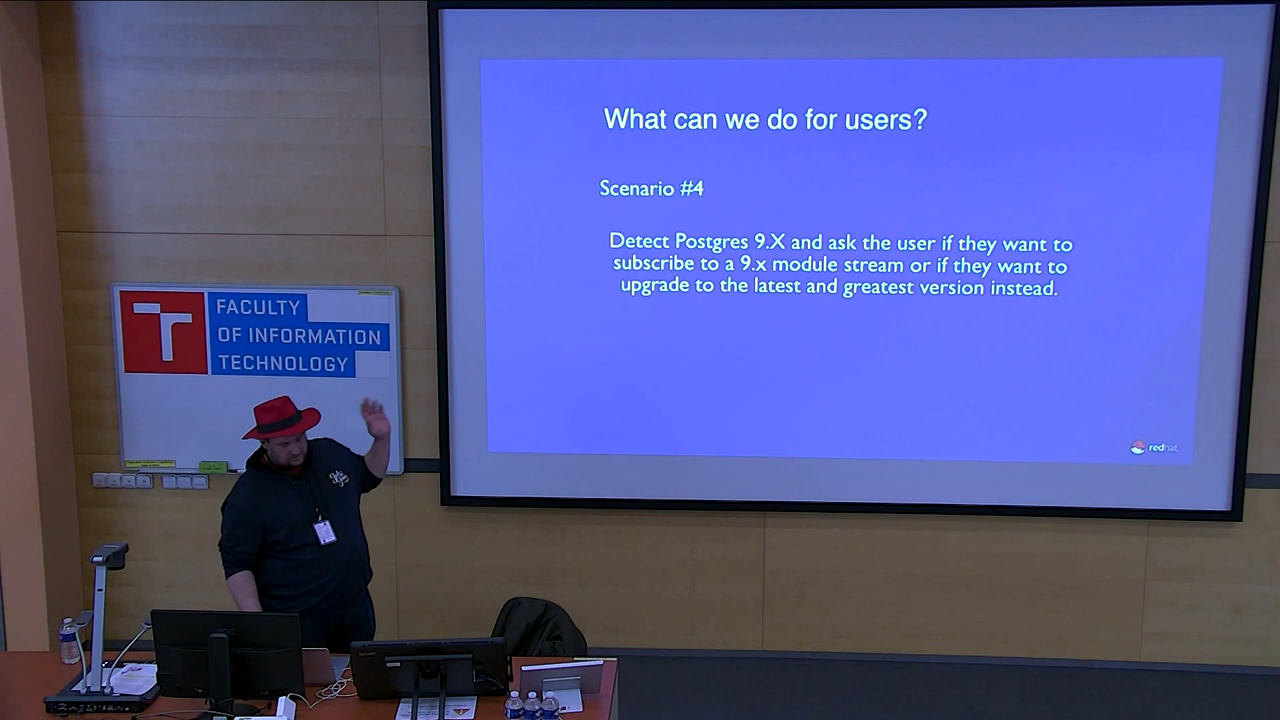 What can we do for users?
Scenario #4
Detect Postgres 9.X and ask the user if they want to
subscribe to a 9.x module stream or if they want to
upgrade to the latest and greatest version instead.
redhat
FACULTY
OF INFORMATION
TECHNOLOGY